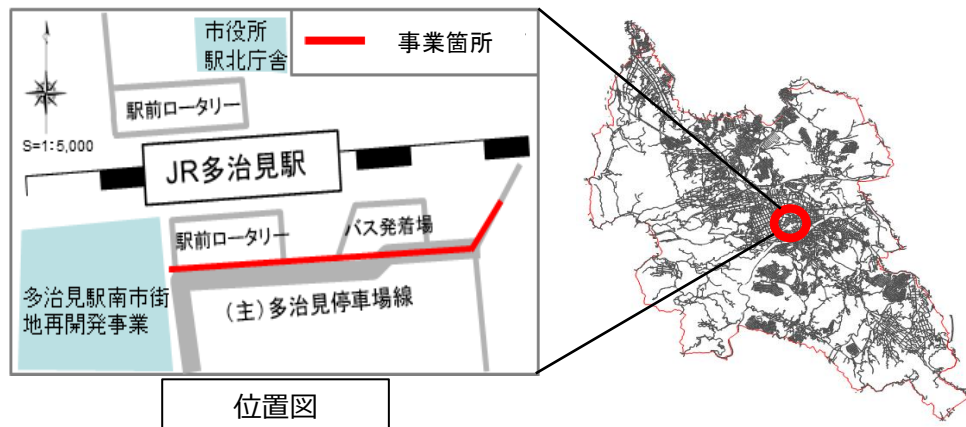 市役所
駅北庁舎
事業箇所
駅前ロータリー
S=1:5,000
JR多治見駅
駅前ロータリー
バス発着場
多治見駅南市街
地再開発事業
(主)多治見停車場線
位置図